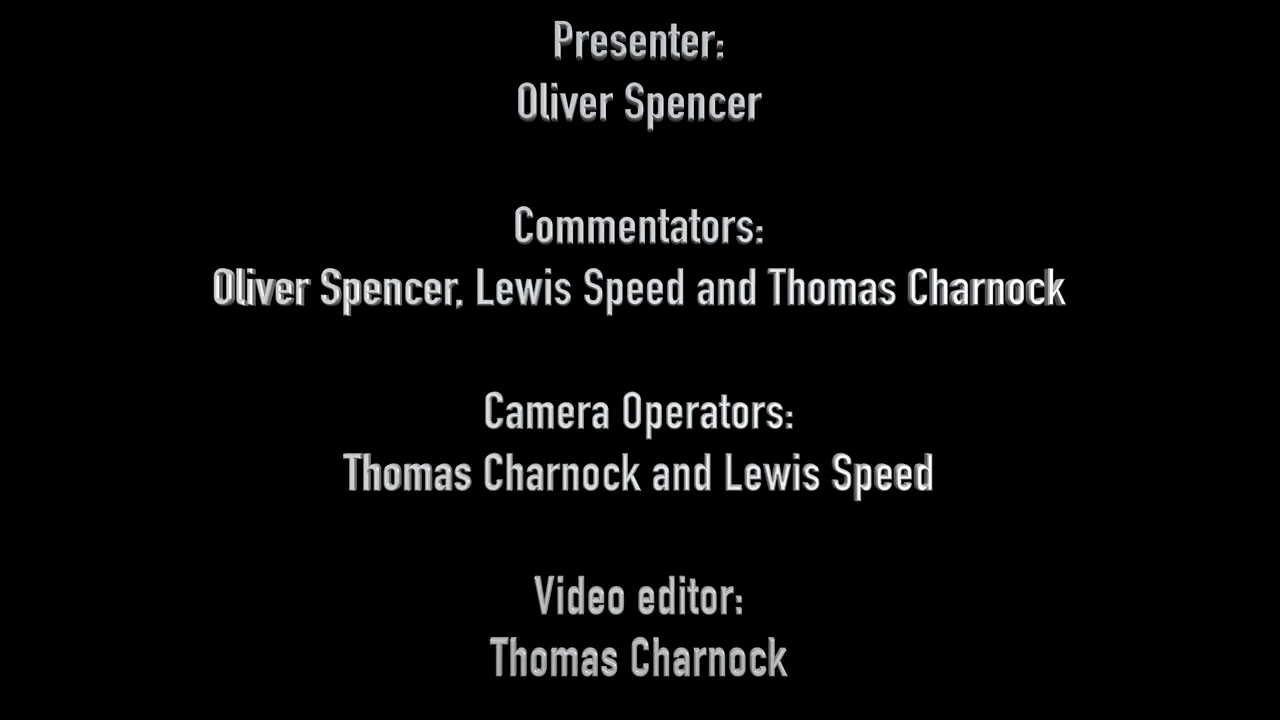 Presenter:
Oliver Spencer
Commentators:
Oliver Spencer, Lewis Speed and Thomas Charnock
Camera Operators:
Thomas Charnock and Lewis Speed
Video editor:
Thomas Charnock